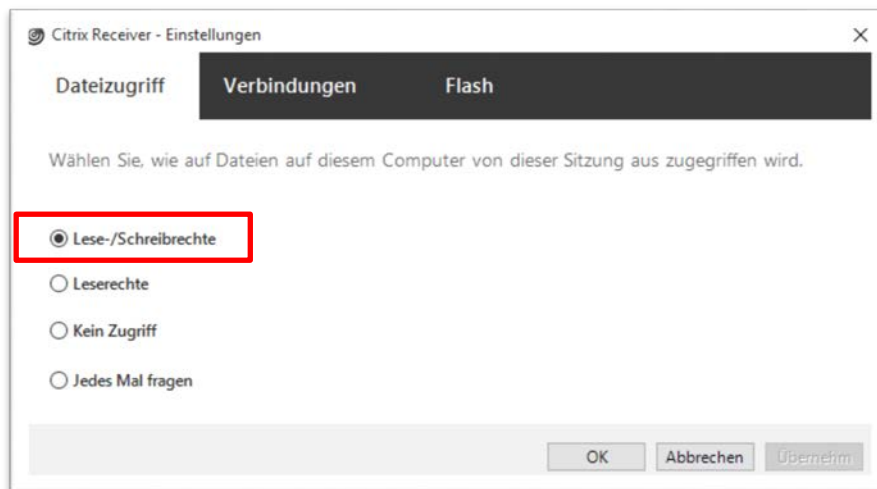 Citrix Receiver - Einstellungen
Dateizugriff Verbindungen Flash
Wählen Sie, wie auf Dateien auf diesem Computer von dieser Sitzung aus zugegriffen wird.
Lese-/Schreibrechte
Leserechte
Kein Zugriff
Jedes Mal fragen
OK Abbrechen Übernehm